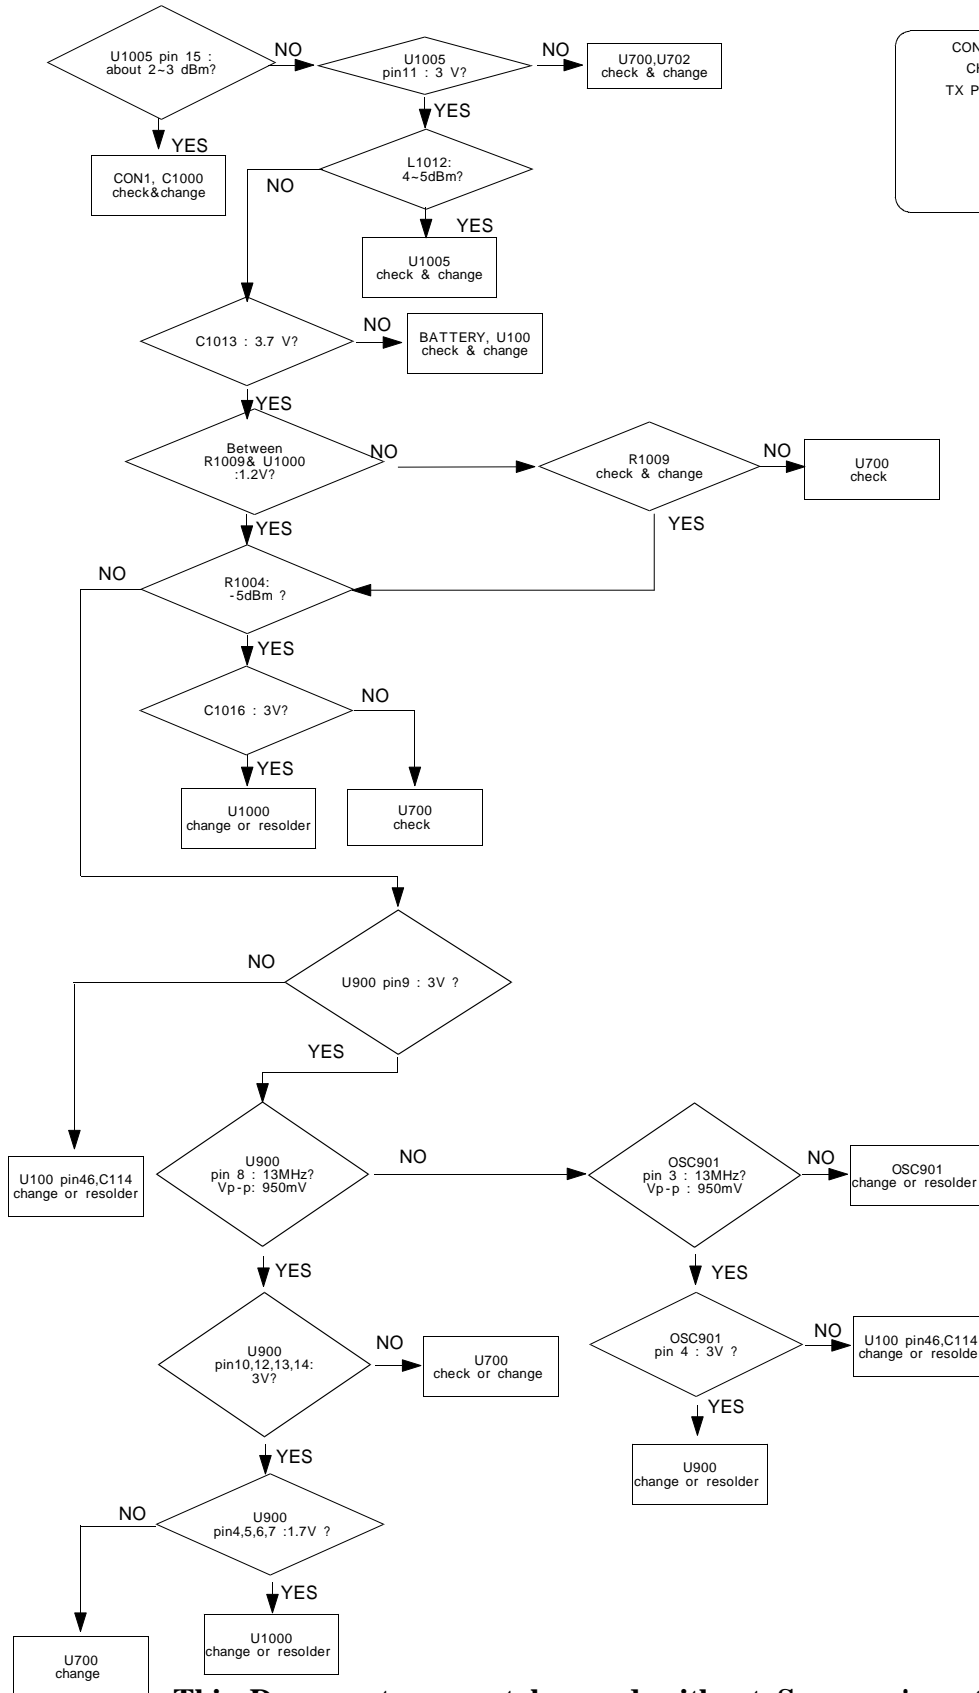 U1005 pin 15 :
about 2~3 dBm?
NO
U1005
pin11 : 3 V?
NO
U700,U702
check & change
YES
CON1, C1000
check&change
YES
L1012:
4~5dBm?
NO
YES
U1005
check & change
C1013 : 3.7 V?
NO
BATTERY, U100
check & change
YES
Between
R1009& U1000
:1.2V?
NO
R1009
check & change
NO
U700
check
YES
YES
NO
R1004:
-5dBm ?
YES
C1016 : 3V?
NO
YES
U1000
change or resolder
U700
check
NO
U900 pin9 : 3V ?
YES
U100 pin46,C114
change or resolder
U900
pin 8 : 13MHz?
Vp-p: 950mV
NO
OSC901
pin 3 : 13MHz?
Vp-p : 950mV
NO
OSC901
change or resolder
YES
YES
U900
pin10,12,13,14:
3V?
NO
U700
check or change
OSC901
pin 4 : 3V ?
NO
U100 pin46,C114
change or resolde
YES
YES
U900
change or resolder
NO
U900
pin4,5,6,7 :1.7V ?
YES
U1000
change or resolder
U700
change
CON
CH
TX P